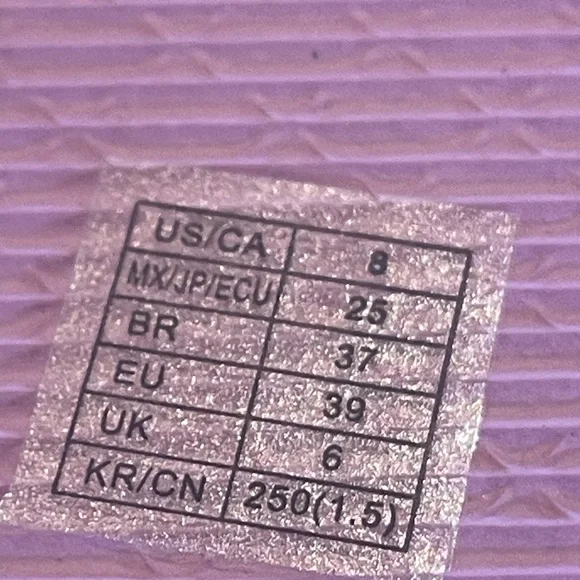 US/CA 8
MX/JP/ECU 25
BR 37
EU 39
UK 6
KR/CN 250(1.5)